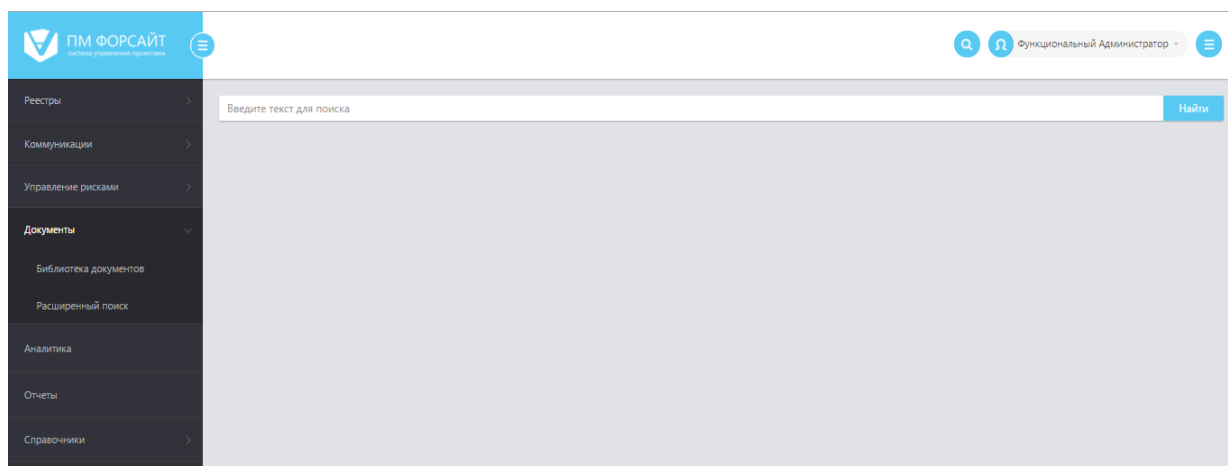 ПМ ФОРСАЙТ
система управления проектами
Функциональный Администратор
Реестры
Введите текст для поиска
Найти
Коммуникации
Управление рисками
Документы
Библиотека документов
Расширенный поиск
Аналитика
Отчеты
Справочники